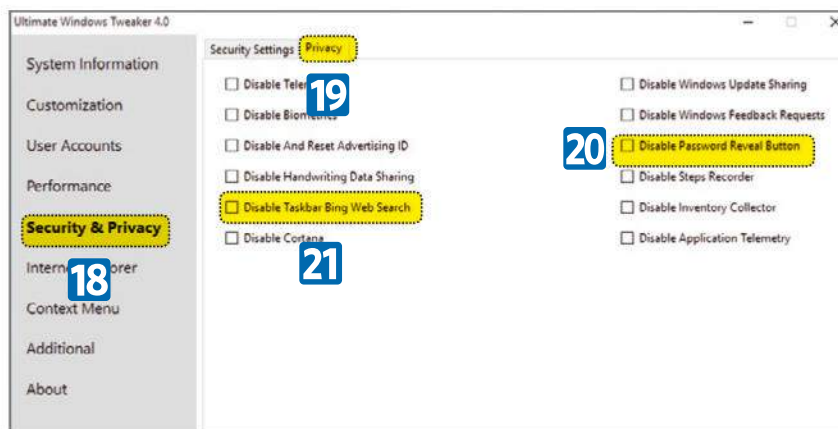 Ultimate Windows Tweaker 4.0
System Information
Customization
User Accounts
Performance
Security & Privacy
18
Context Menu
Additional
About
Security Settings
Privacy
Disable
19
Disable Biometrics
Disable And Reset Advertising ID
Disable Handwriting Data Sharing
Disable Taskbar Bing Web Search
Disable Cortana
21
Disable Windows Update Sharing
Disable Windows Feedback Requests
20
Disable Password Reveal Button
Disable Steps Recorder
Disable Inventory Collector
Disable Application Telemetry